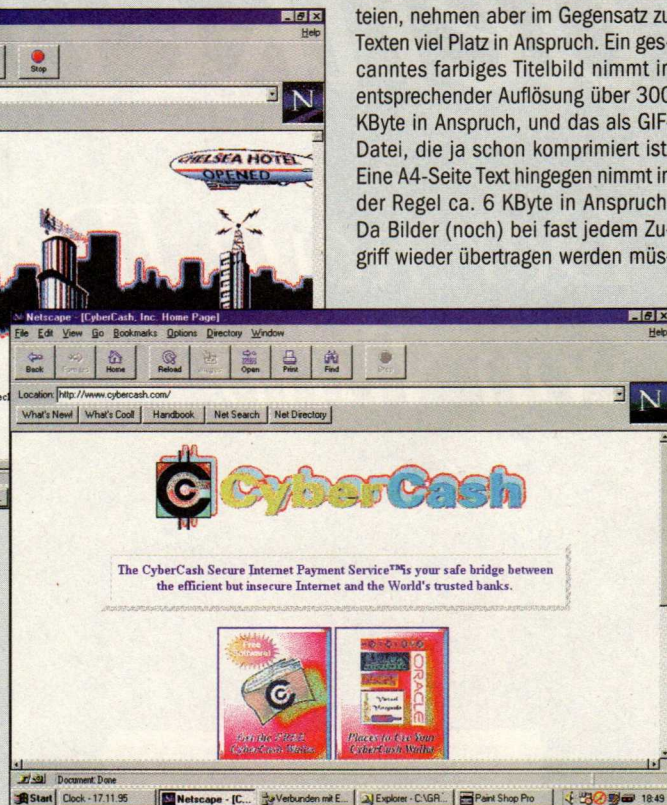 Help
Stop
N
CHELSEA HOTEL
OPENED
teien, nehmen aber im Gegensatz zu
Texten viel Platz in Anspruch. Ein ges-
canntes farbiges Titelbild nimmt in
entsprechender Auflösung über 300
KByte in Anspruch, und das als GIF-
Datei, die ja schon komprimiert ist.
Eine A4-Seite Text hingegen nimmt in
der Regel ca. 6 KByte in Anspruch.
Da Bilder (noch) bei fast jedem Zu-
griff wieder übertragen werden müs-
Netscape - [CyberCash, Inc. Home Page]
File Edit View Go Bookmarks Options Directory Window Help
Back Forward Home Reload Images Open Print Find Stop
Location: http://www.cybercash.com/
N
What's New! What's Cool! Handbook Net Search Net Directory
CyberCash
The CyberCash Secure Internet Payment Service™is your safe bridge between
the efficient but insecure Internet and the World's trusted banks.
Free
ORACLE
Places to Use Your
Document: Done
Start Clock - 17.11.95 Netscape - [C... Verbunden mit E... Explorer - C:\GR... Paint Shop Pro 18:49